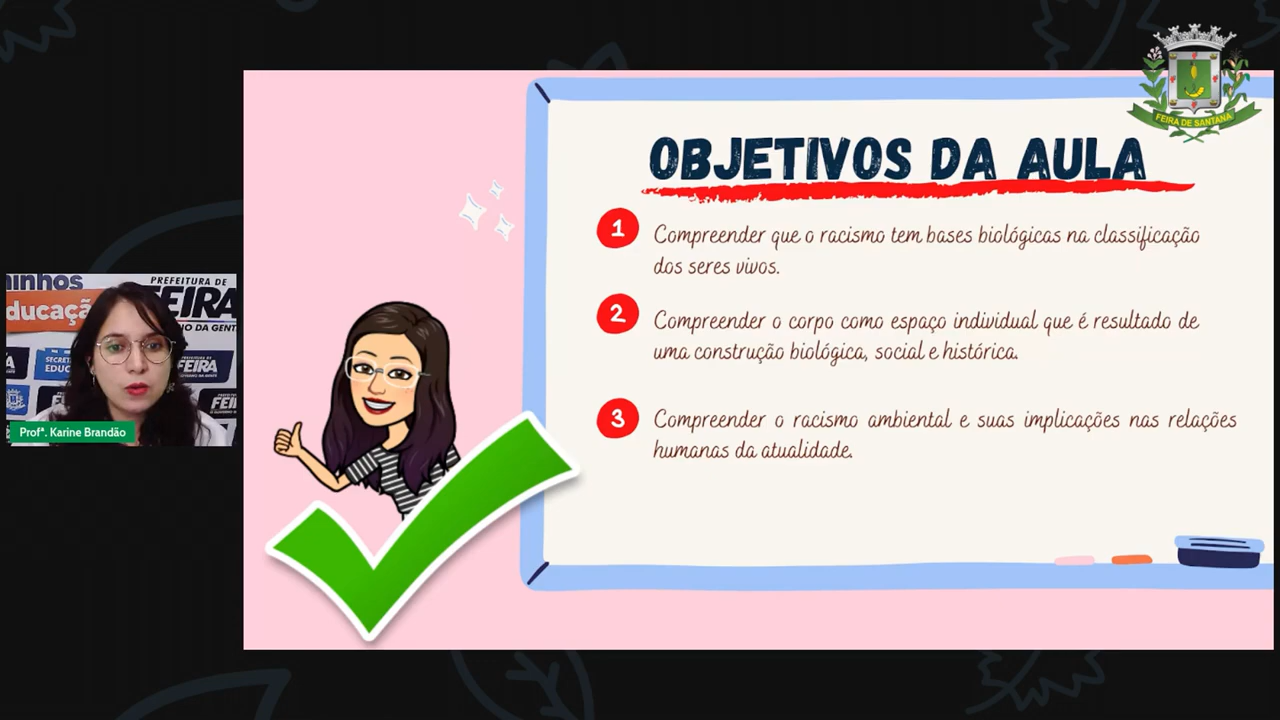 FEIRA DE SANTANA
OBJETIVOS DA AULA
1
Compreender que o racismo tem bases biológicas na classificação
dos seres vivos.
2
Compreender o corpo como espaço individual que é resultado de
uma construção biológica, social e histórica.
3
Compreender o racismo ambiental e suas implicações nas relações
humanas da atualidade.
PREFEITURA DE
FEIRA
Profª. Karine Brandão